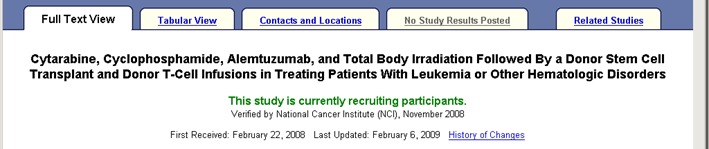 Full Text View Tabular View Contacts and Locations No Study Results Posted Related Studies
Cytarabine, Cyclophosphamide, Alemtuzumab, and Total Body Irradiation Followed By a Donor Stem Cell
Transplant and Donor T-Cell Infusions in Treating Patients With Leukemia or Other Hematologic Disorders
This study is currently recruiting participants.
Verified by National Cancer Institute (NCI), November 2008
First Received: February 22, 2008 Last Updated: February 6, 2009 History of Changes